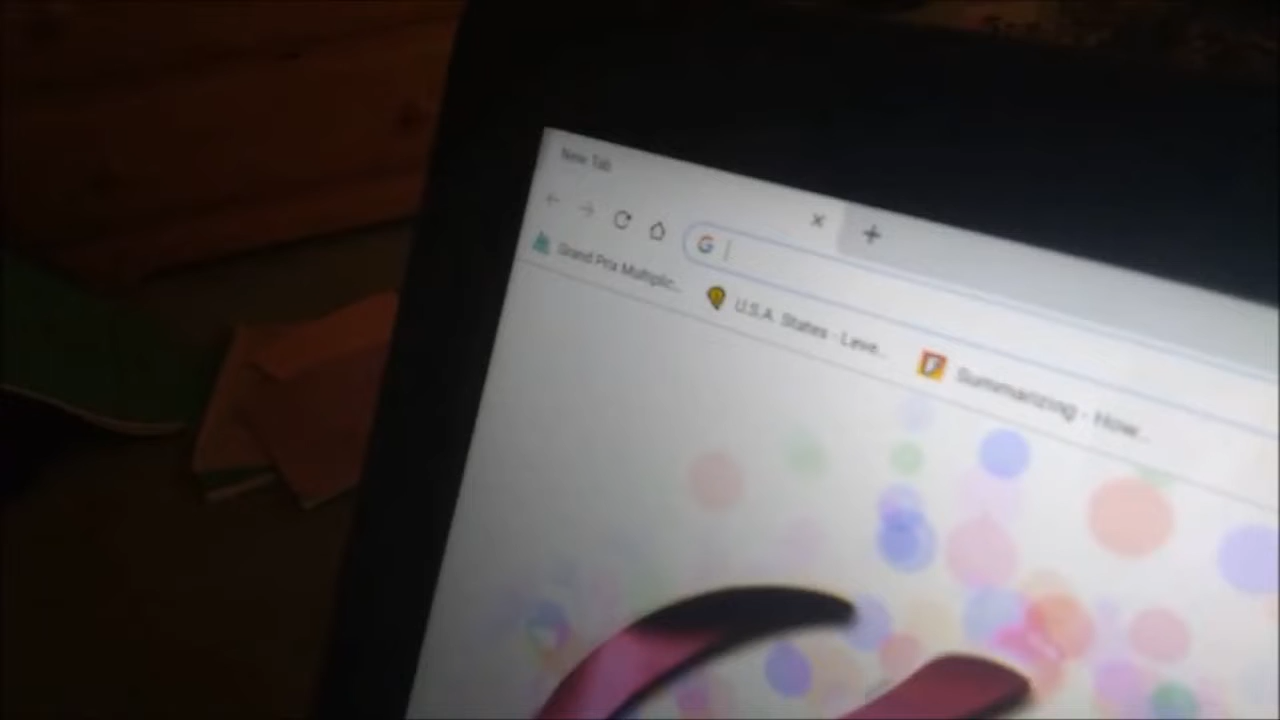 New Tab
Grand Prix Multiplic...
U.S.A. States - Leve...
Summarizing - How...